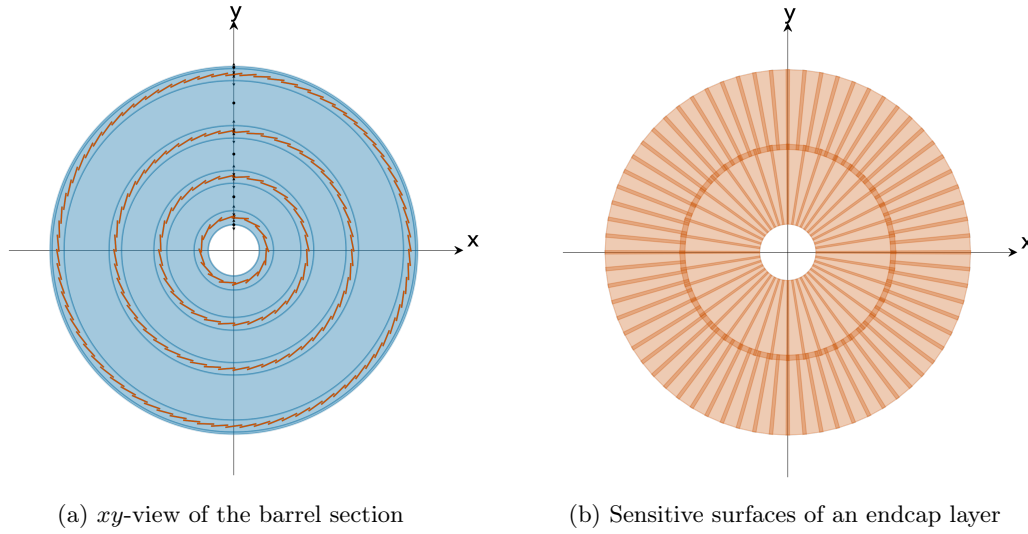 y
y
x
x
(a) xy-view of the barrel section
(b) Sensitive surfaces of an endcap layer